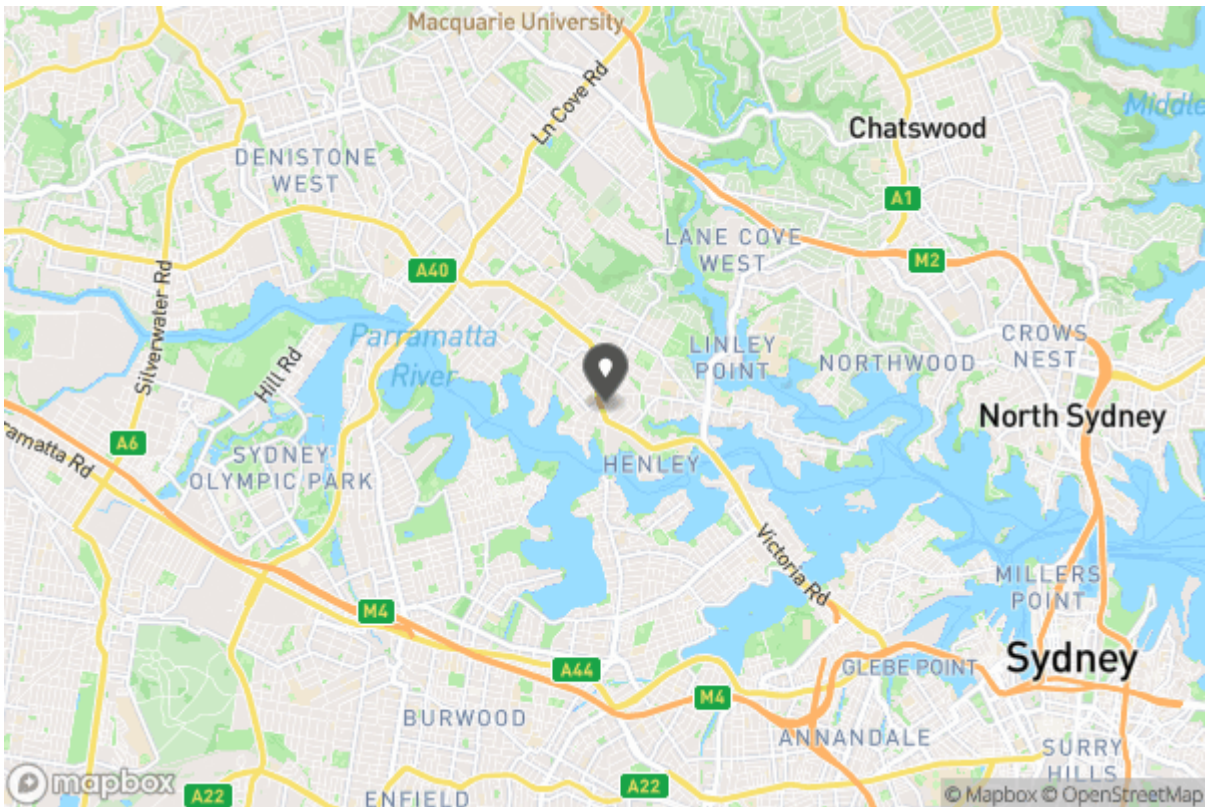 Macquarie University
Ln Cove Rd
Middle
Chatswood
DENISTONE
WEST
A1
LANE COVE
WEST
M2
A40
Silverwater Rd
Parramatta
River
Hill Rd
LINLEY
POINT
NORTHWOOD
CROWS
NEST
North Sydney
A6
rramatta Rd
SYDNEY
OLYMPIC PARK
HENLEY
Victoria Rd
MILLERS
POINT
M4
A44
GLEBE POINT
Sydney
M4
BURWOOD
ANNANDALE
SURRY
HILLS
mapbox
A22
ENFIELD
A22
© Mapbox © OpenStreetMap